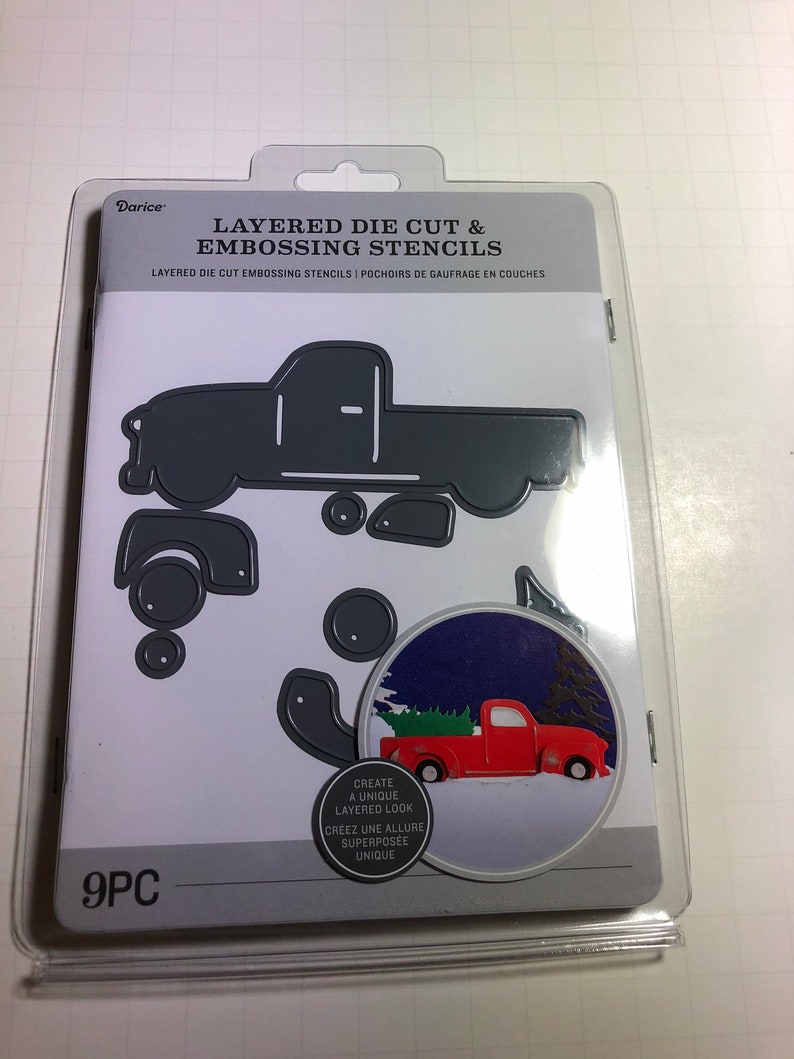 Darice
LAYERED DIE CUT &
EMBOSSING STENCILS
LAYERED DIE CUT EMBOSSING STENCILS | POCHOIRS DE GAUFRAGE EN COUCHES
CREATE
A UNIQUE
LAYERED LOOK
CRÉEZ UNE ALLURE
SUPERPOSÉE
UNIQUE
9PC